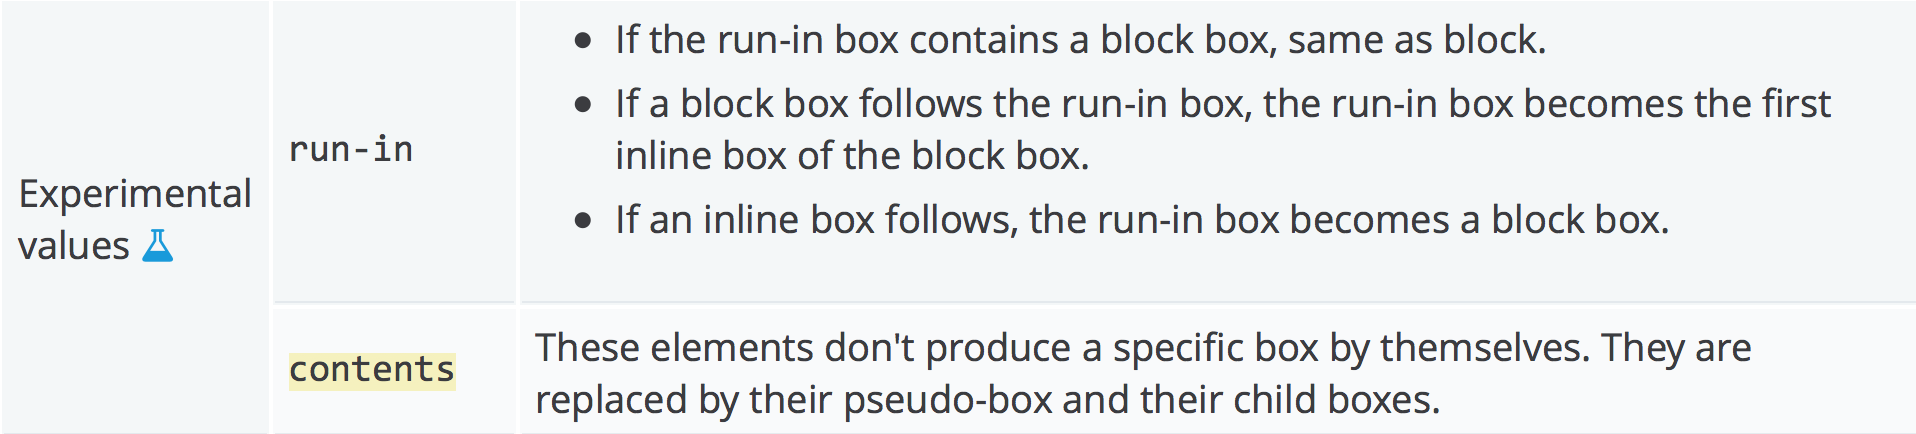 Experimental
values
run-in
• If the run-in box contains a block box, same as block.
• If a block box follows the run-in box, the run-in box becomes the first
inline box of the block box.
• If an inline box follows, the run-in box becomes a block box.
contents
These elements don't produce a specific box by themselves. They are
replaced by their pseudo-box and their child boxes.